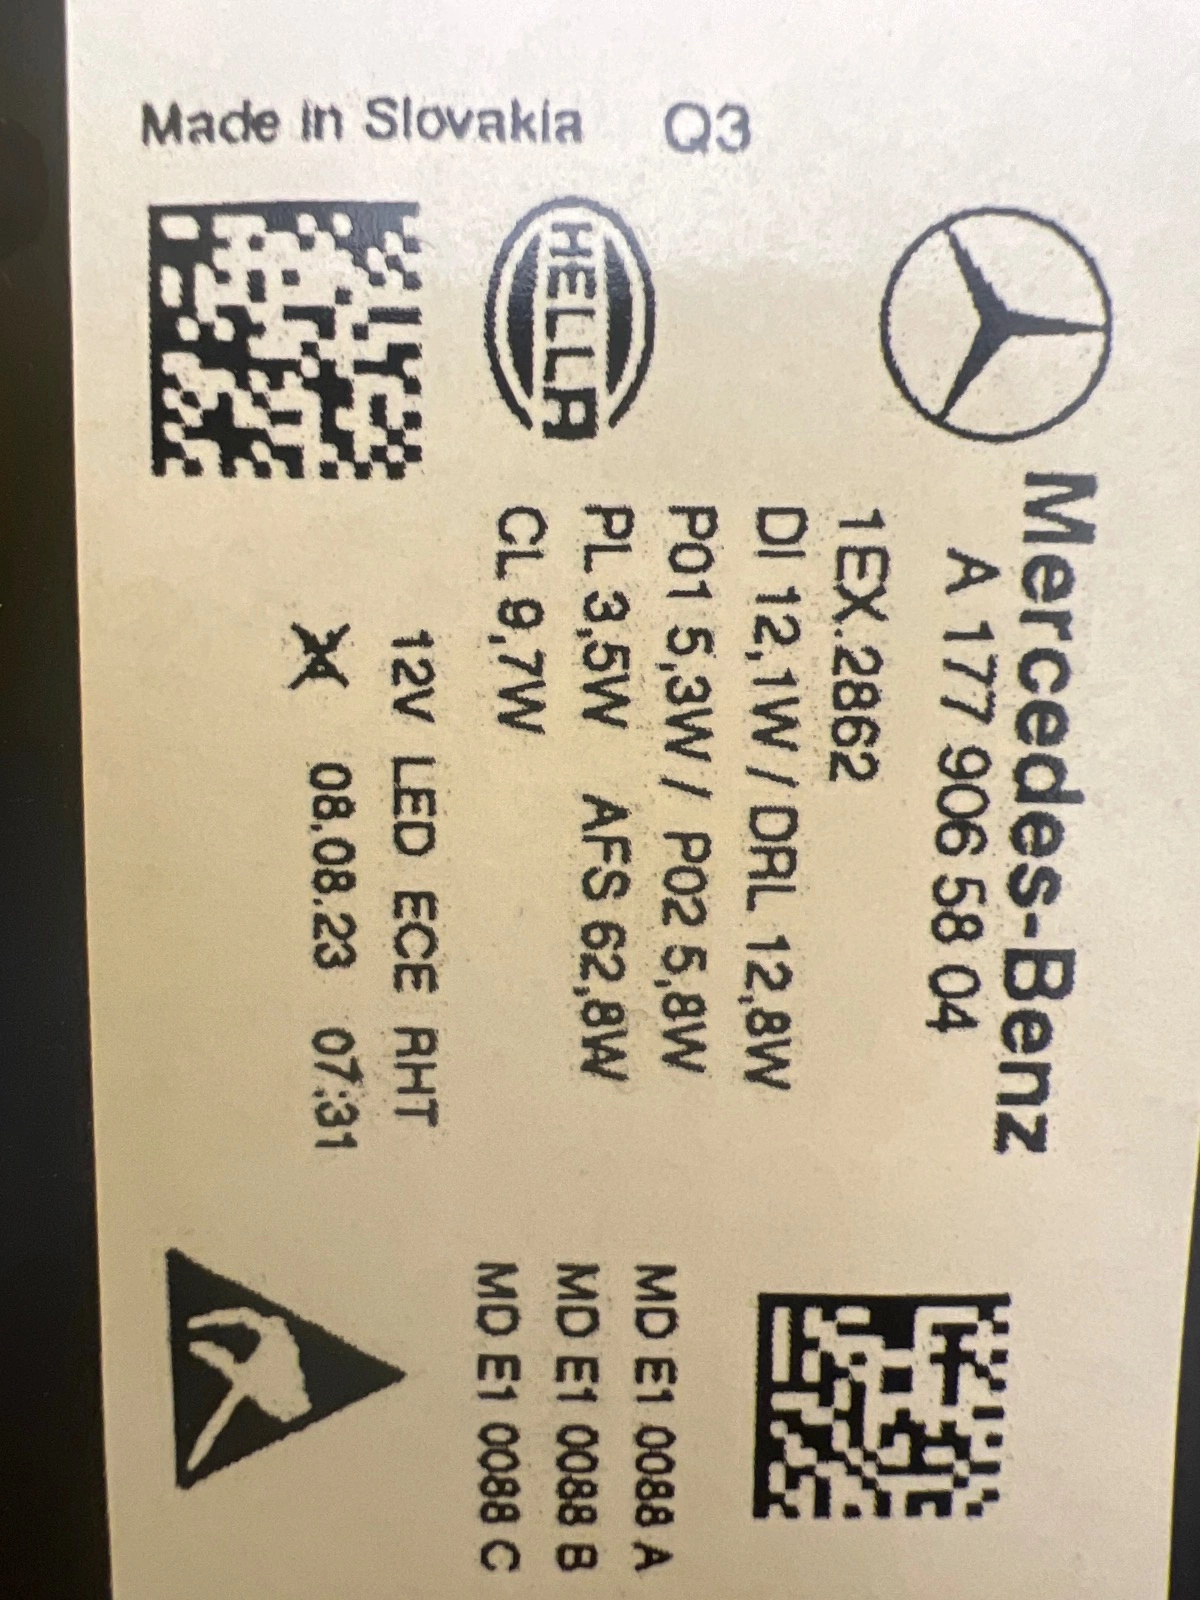 Mercedes-Benz
A 177 906 58 04
1EX.2862
DI 12,1W / DRL 12,8W
P01 5,3W / P02 5,8W
PL 3,5W AFS 62,8W
CL 9,7W
12V LED ECE RHT
08.08.23 07:31
HELLA
Made in Slovakia Q3
MD E1 0088 A
MD E1 0088 B
MD E1 0088 C